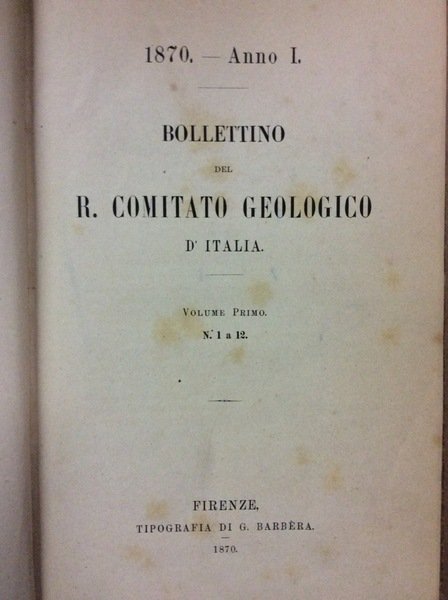 1870. — Anno I.
BOLLETTINO
DEL
R. COMITATO GEOLOGICO
D' ITALIA.
VOLUME PRIMO.
N.° 1 a 12.
FIRENZE,
TIPOGRAFIA DI G. BARBÈRA.
1870.